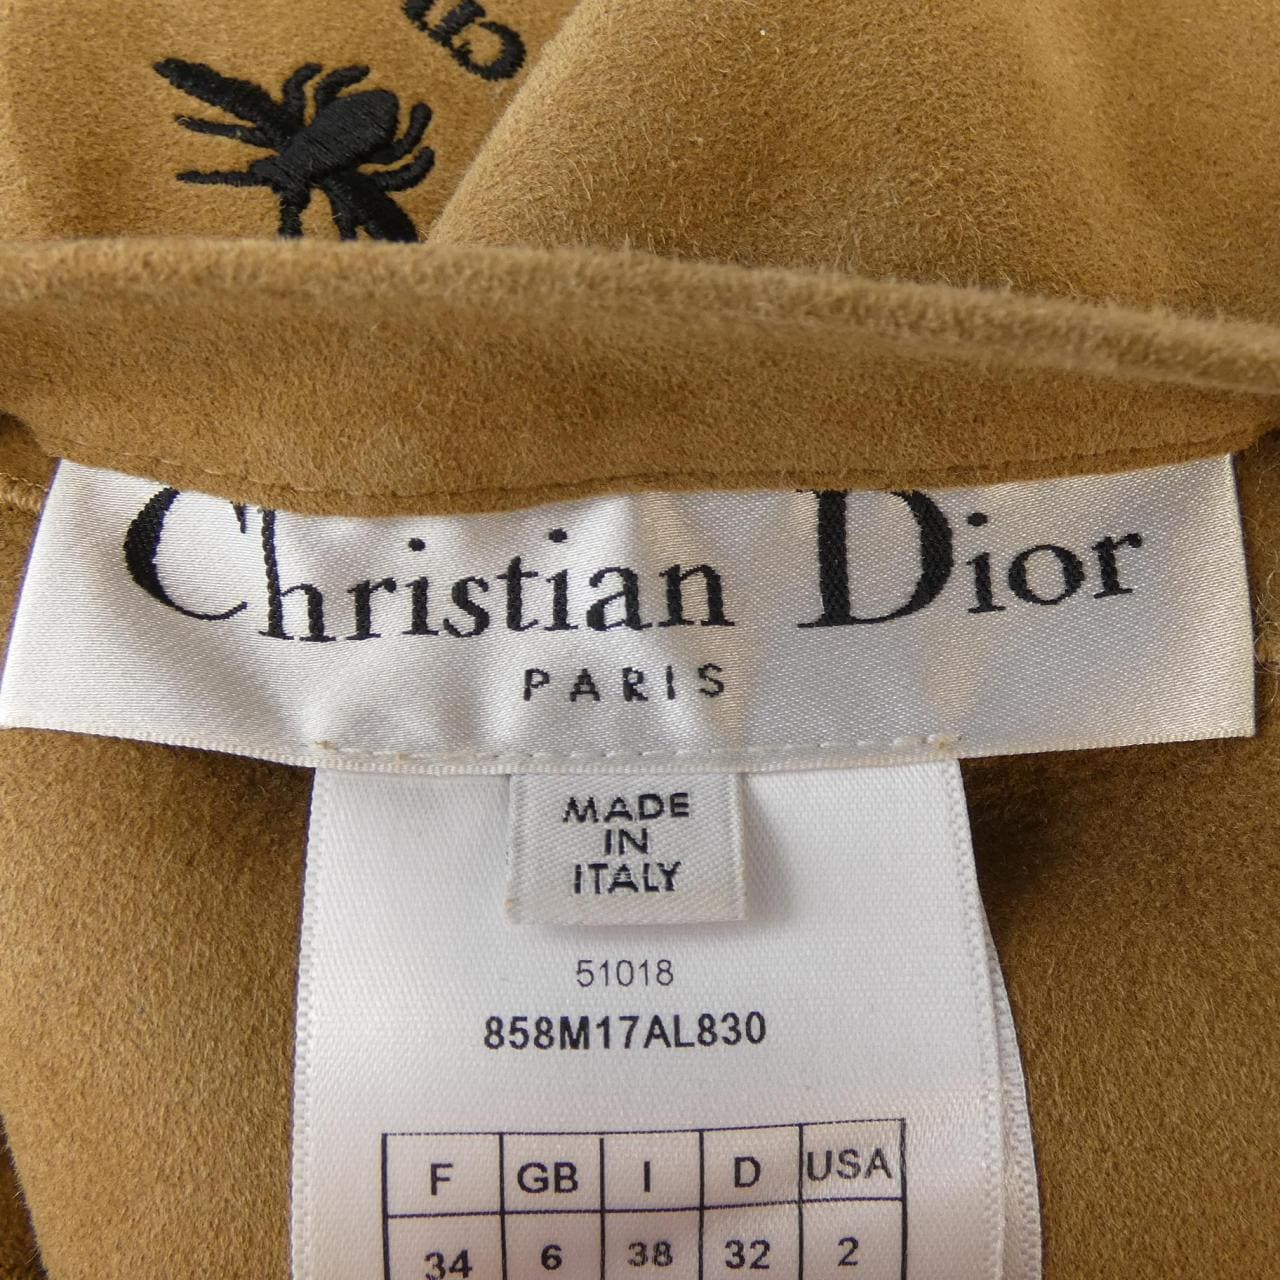 Christian Dior
PARIS
MADE
IN
ITALY
51018
858M17AL830
F GB I D USA
34 6 38 32 2